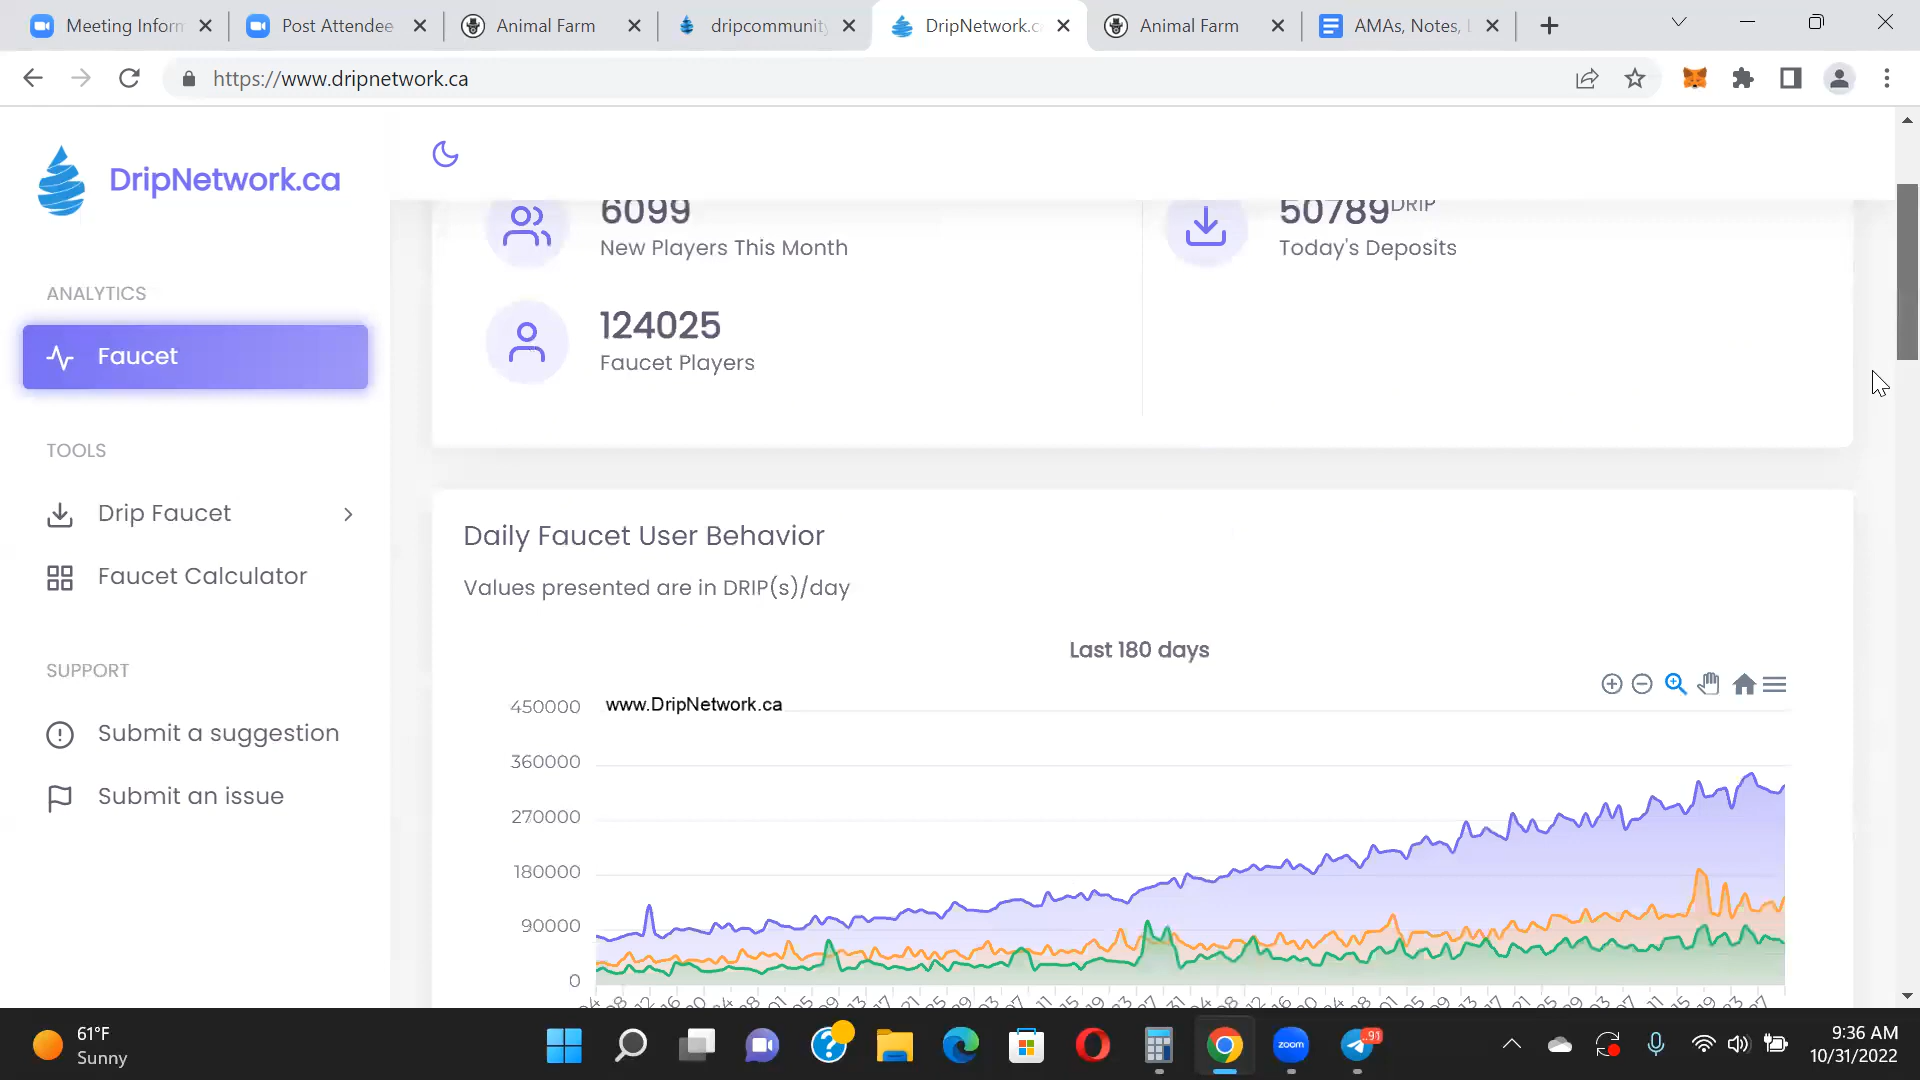 Meeting Inform
Post Attendee
Animal Farm
dripcommunity
DripNetwork.c
Animal Farm
AMAs, Notes,
https://www.dripnetwork.ca
DripNetwork.ca
ANALYTICS
Faucet
TOOLS
Drip Faucet
Faucet Calculator
SUPPORT
Submit a suggestion
Submit an issue
6099
New Players This Month
50789DRIP
Today's Deposits
124025
Faucet Players
Daily Faucet User Behavior
Values presented are in DRIP(s)/day
Last 180 days
www.DripNetwork.ca
450000
360000
270000
180000
90000
0
61°F
Sunny
zoom
91
9:36 AM
10/31/2022